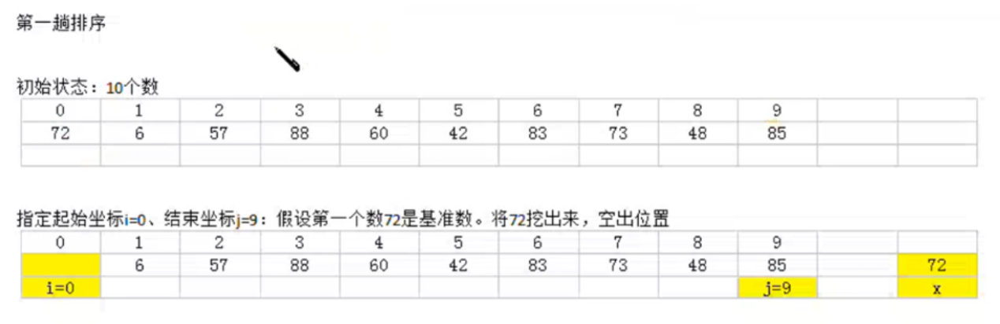 第一趟排序
初始状态：10个数
0 1 2 3 4 5 6 7 8 9
72 6 57 88 60 42 83 73 48 85
指定起始坐标i=0、结束坐标j=9：假设第一个数72是基准数。将72挖出来，空出位置
0 1 2 3 4 5 6 7 8 9
6 57 88 60 42 83 73 48 85 72
i=0 j=9 x